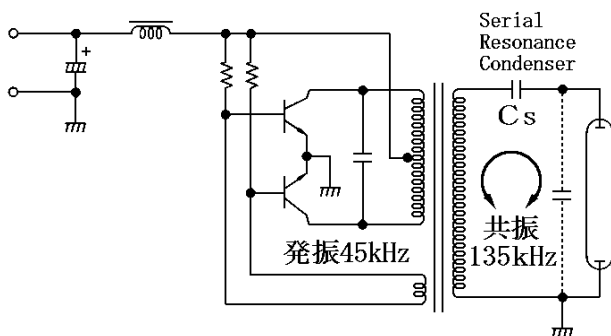 Serial
Resonance
Condenser
+
Cs
発振45kHz
共振
135kHz